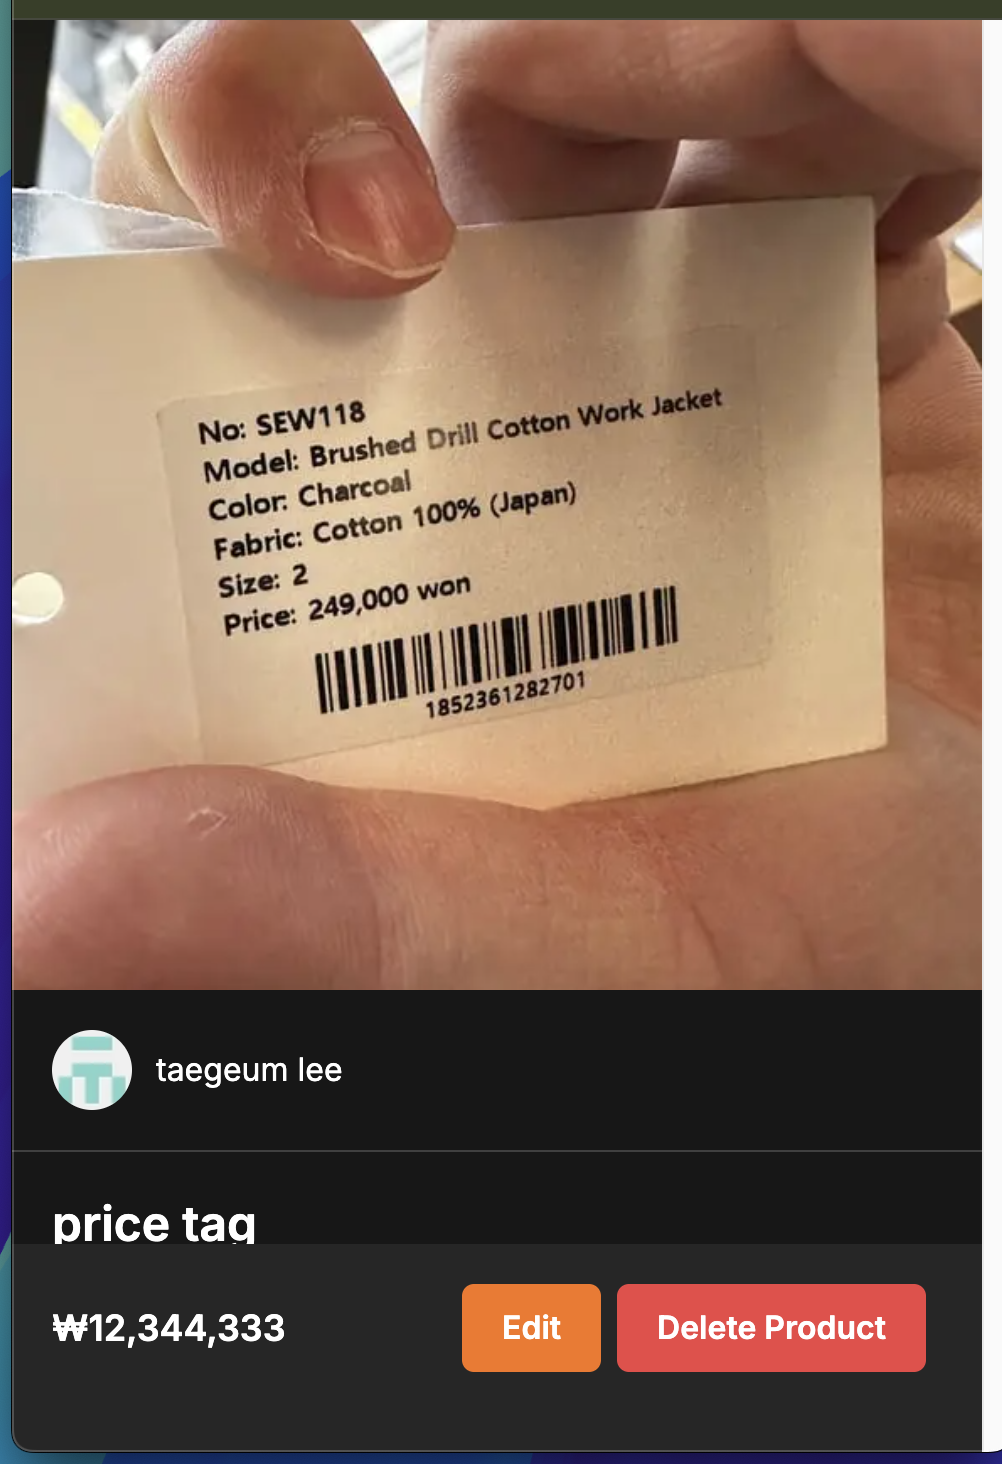 No: SEW118
Model: Brushed Drill Cotton Work Jacket
Color: Charcoal
Fabric: Cotton 100% (Japan)
Size: 2
Price: 249,000 won
1852361282701
taegeum lee
price tag
₩12,344,333
Edit
Delete Product